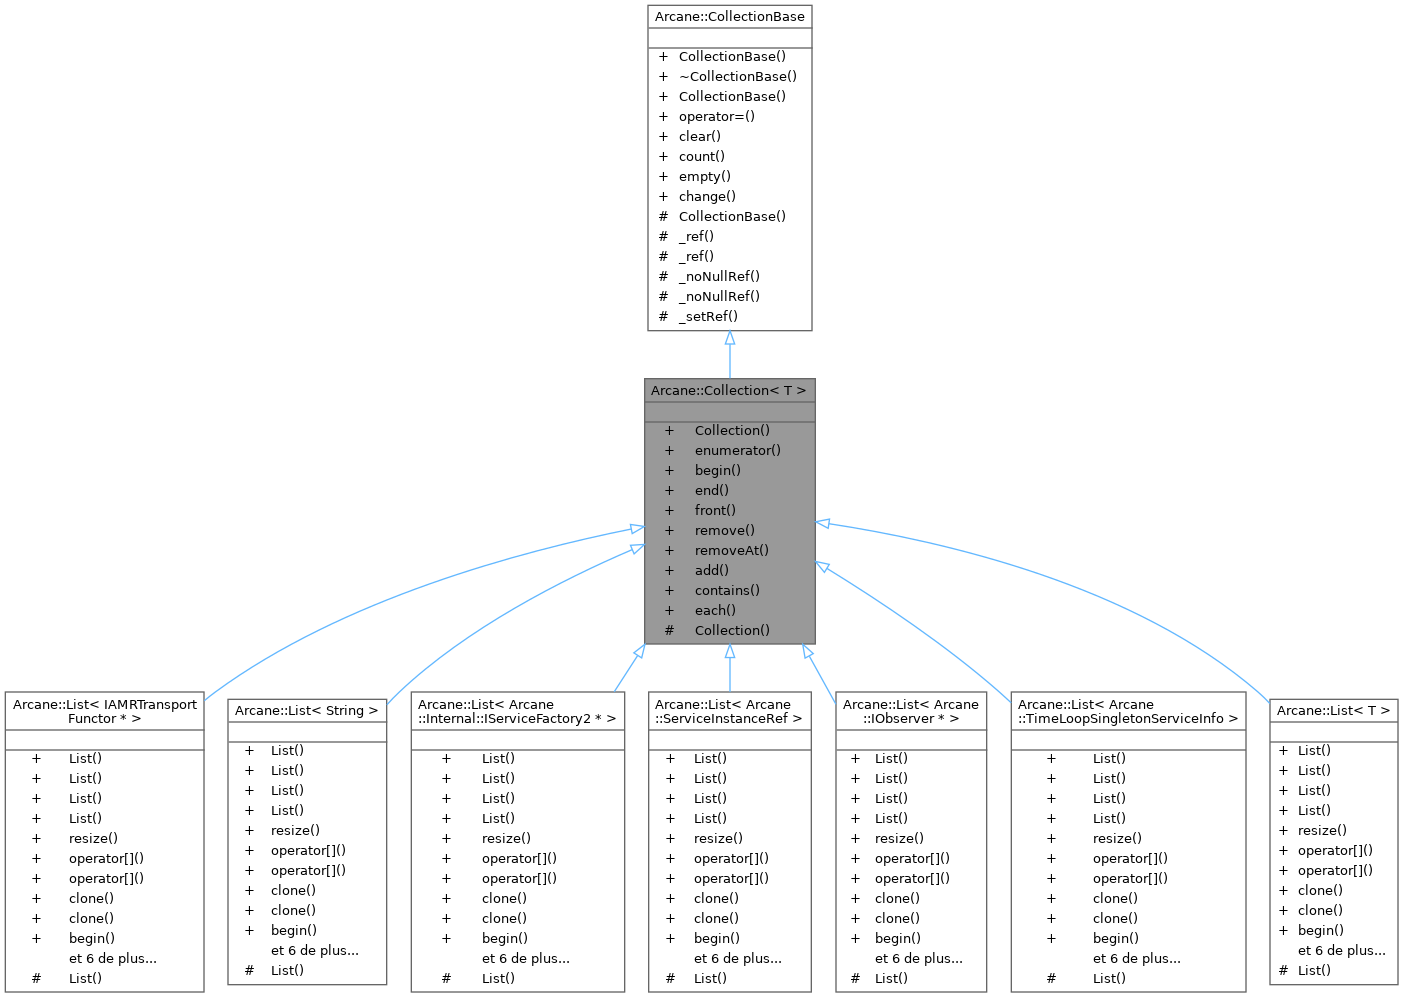 Arcane::CollectionBase
+ CollectionBase()
+ ~CollectionBase()
+ CollectionBase()
+ operator=()
+ clear()
+ count()
+ empty()
+ change()
# CollectionBase()
# _ref()
# _ref()
# _noNullRef()
# _noNullRef()
# _setRef()
Arcane::Collection< T >
+ Collection()
+ enumerator()
+ begin()
+ end()
+ front()
+ remove()
+ removeAt()
+ add()
+ contains()
+ each()
# Collection()
Arcane::List< IAMRTransport
Functor * >
+ List()
+ List()
+ List()
+ List()
+ resize()
+ operator[]()
+ operator[]()
+ clone()
+ clone()
+ begin()
et 6 de plus...
# List()
Arcane::List< String >
+ List()
+ List()
+ List()
+ List()
+ resize()
+ operator[]()
+ operator[]()
+ clone()
+ clone()
+ begin()
et 6 de plus...
# List()
Arcane::List< Arcane
::Internal::IServiceFactory2 * >
+ List()
+ List()
+ List()
+ List()
+ resize()
+ operator[]()
+ operator[]()
+ clone()
+ clone()
+ begin()
et 6 de plus...
# List()
Arcane::List< Arcane
::ServiceInstanceRef >
+ List()
+ List()
+ List()
+ List()
+ resize()
+ operator[]()
+ operator[]()
+ clone()
+ clone()
+ begin()
et 6 de plus...
# List()
Arcane::List< Arcane
::IObserver * >
+ List()
+ List()
+ List()
+ List()
+ resize()
+ operator[]()
+ operator[]()
+ clone()
+ clone()
+ begin()
et 6 de plus...
# List()
Arcane::List< Arcane
::TimeLoopSingletonServiceInfo >
+ List()
+ List()
+ List()
+ List()
+ resize()
+ operator[]()
+ operator[]()
+ clone()
+ clone()
+ begin()
et 6 de plus...
# List()
Arcane::List< T >
+ List()
+ List()
+ List()
+ List()
+ resize()
+ operator[]()
+ operator[]()
+ clone()
+ clone()
+ begin()
et 6 de plus...
# List()